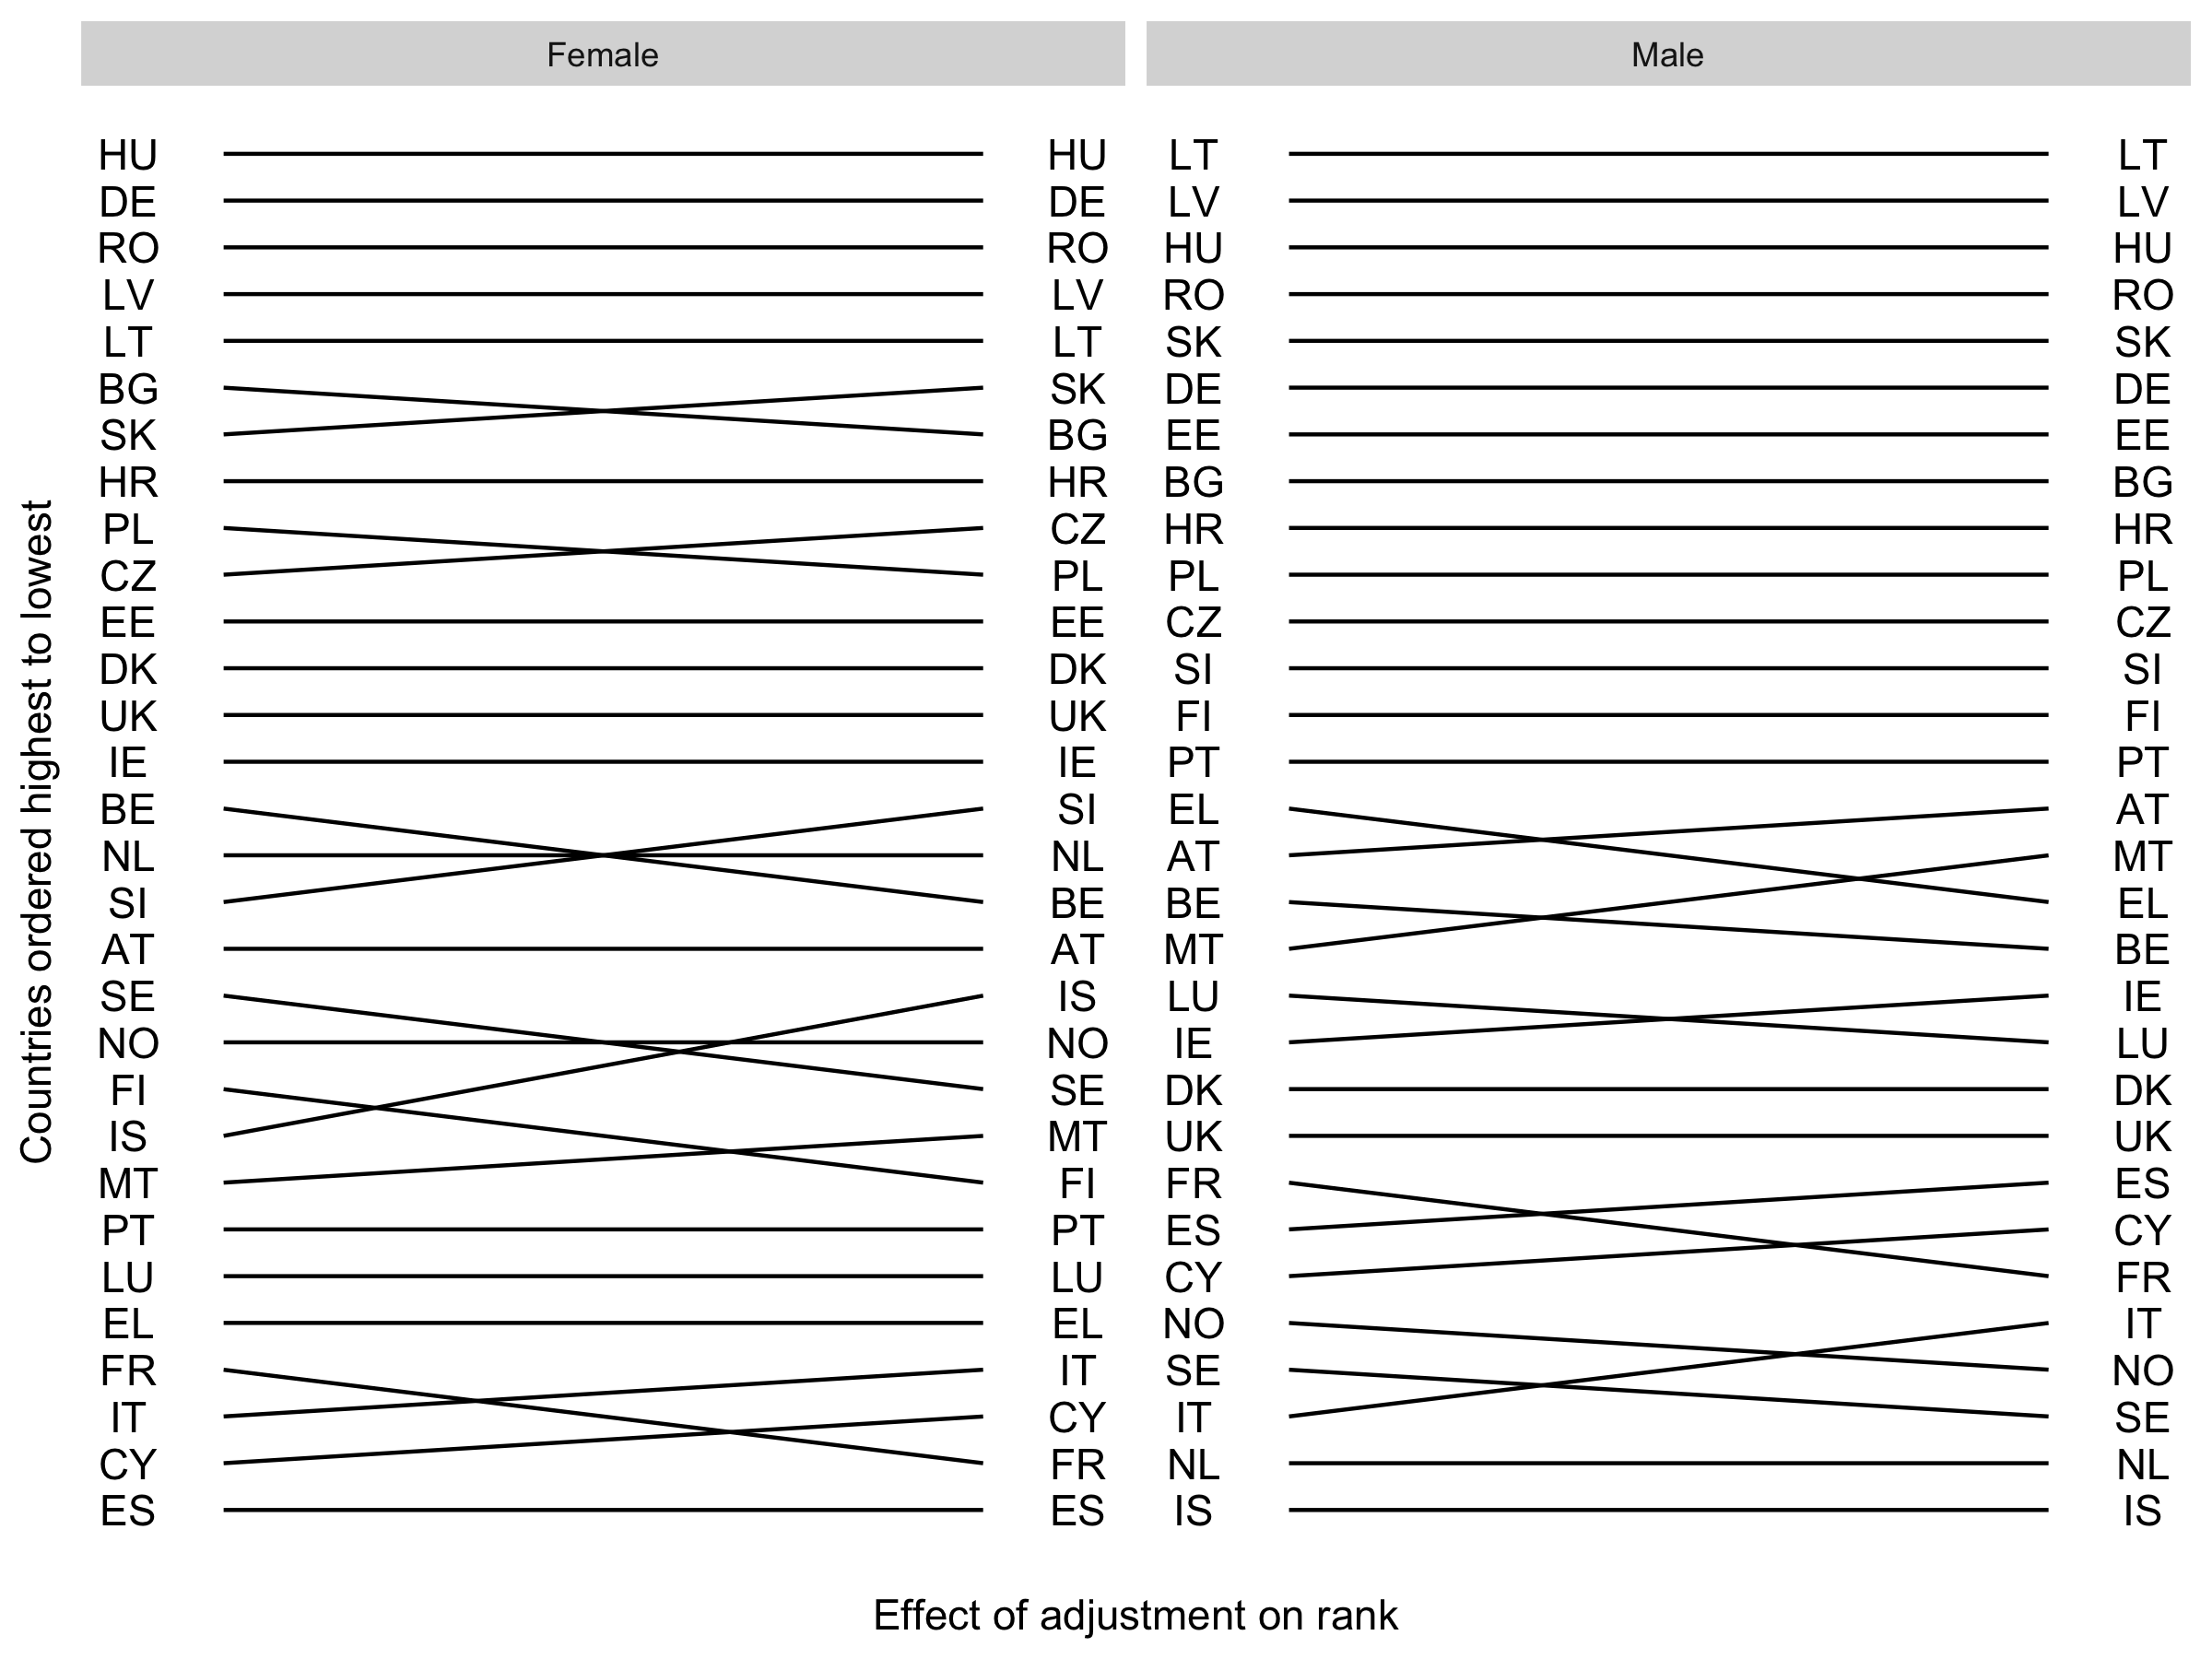 Female Male
HU HU LT LT
DE DE LV LV
RO RO HU HU
LV LV RO RO
LT LT SK SK
BG SK DE DE
SK BG EE EE
HR HR BG BG
PL CZ HR HR
CZ PL PL PL
EE EE CZ CZ
DK DK SI SI
UK UK FI FI
IE IE PT PT
BE SI EL AT
NL NL AT MT
SI BE BE EL
AT AT MT BE
SE IS LU IE
NO NO IE LU
FI SE DK DK
IS MT UK UK
MT FI FR ES
PT PT ES CY
LU LU CY FR
EL EL NO IT
FR IT SE NO
IT CY IT SE
CY FR NL NL
ES ES IS IS
Countries ordered highest to lowest
Effect of adjustment on rank